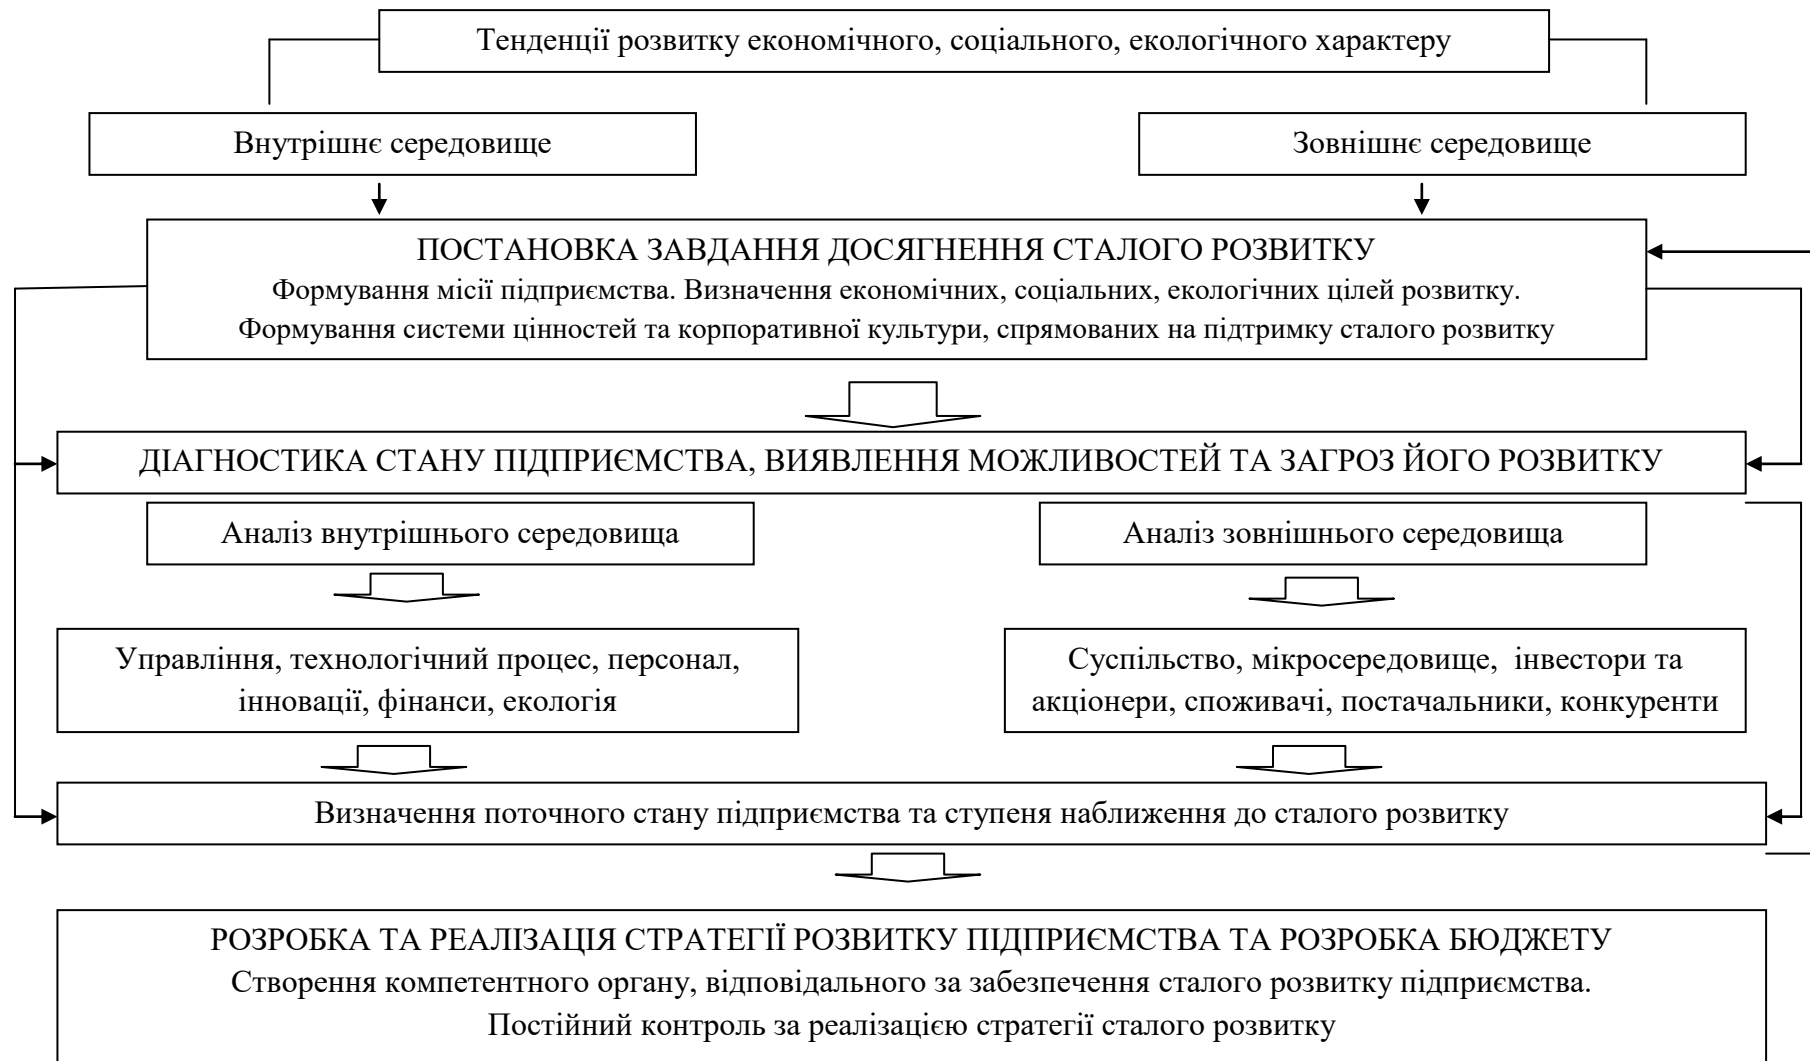 Тенденції розвитку економічного, соціального, екологічного характеру
Внутрішнє середовище
Зовнішнє середовище
ПОСТАНОВКА ЗАВДАННЯ ДОСЯГНЕННЯ СТАЛОГО РОЗВИТКУ
Формування місії підприємства. Визначення економічних, соціальних, екологічних цілей розвитку.
Формування системи цінностей та корпоративної культури, спрямованих на підтримку сталого розвитку
ДІАГНОСТИКА СТАНУ ПІДПРИЄМСТВА, ВИЯВЛЕННЯ МОЖЛИВОСТЕЙ ТА ЗАГРОЗ ЙОГО РОЗВИТКУ
Аналіз внутрішнього середовища
Аналіз зовнішнього середовища
Управління, технологічний процес, персонал,
інновації, фінанси, екологія
Суспільство, мікросередовище, інвестори та
акціонери, споживачі, постачальники, конкуренти
Визначення поточного стану підприємства та ступеня наближення до сталого розвитку
РОЗРОБКА ТА РЕАЛІЗАЦІЯ СТРАТЕГІЇ РОЗВИТКУ ПІДПРИЄМСТВА ТА РОЗРОБКА БЮДЖЕТУ
Створення компетентного органу, відповідального за забезпечення сталого розвитку підприємства.
Постійний контроль за реалізацією стратегії сталого розвитку